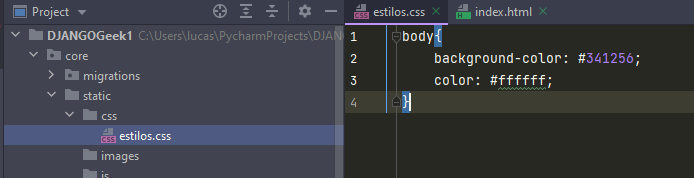 Project
estilos.css
index.html
DJANGOGeek1 C:\Users\lucas\PycharmProjects\DJAN
core
migrations
static
css
estilos.css
images
js
1 body{
2 background-color: #341256;
3 color: #ffffff;
4 }